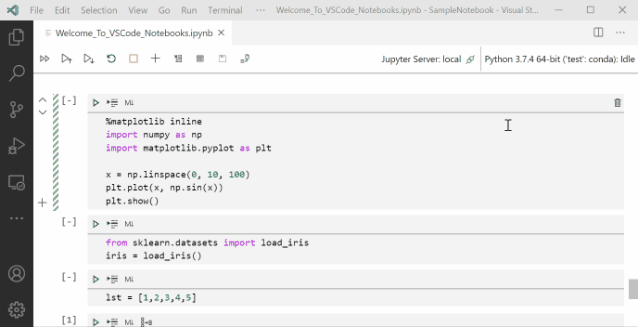 File Edit Selection View Go Run Terminal ... Welcome_To_VSCode_Notebooks.ipynb - SampleNotebook - Visual St...
Welcome_To_VSCode_Notebooks.ipynb
Jupyter Server: local Python 3.7.4 64-bit ('test': conda): Idle
[-] M↓
%matplotlib inline
import numpy as np
import matplotlib.pyplot as plt
x = np.linspace(0, 10, 100)
plt.plot(x, np.sin(x))
plt.show()
[-] M↓
from sklearn.datasets import load_iris
iris = load_iris()
[-] M↓
lst = [1,2,3,4,5]
[1] M↓